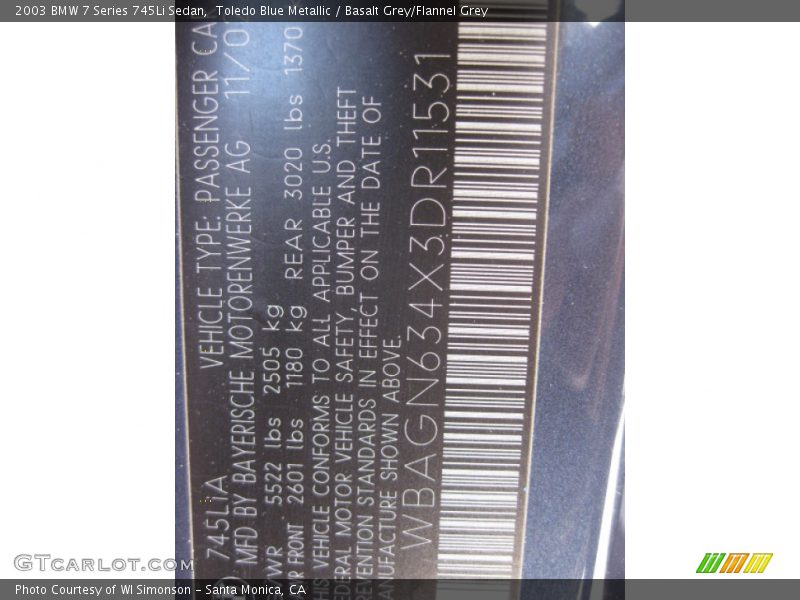 2003 BMW 7 Series 745Li Sedan, Toledo Blue Metallic / Basalt Grey/Flannel Grey
745LiA VEHICLE TYPE: PASSENGER CA
MFD BY BAYERISCHE MOTORENWERKE AG 11/0
5522 lbs 2505 kg
FRONT 2601 lbs 1180 kg REAR 3020 lbs 1370
VEHICLE CONFORMS TO ALL APPLICABLE U.S.
EDERAL MOTOR VEHICLE SAFETY, BUMPER AND THEFT
EVENTION STANDARDS IN EFFECT ON THE DATE OF
ANUFACTURE SHOWN ABOVE.
WBAGN634X3DR11531
GTCARLOT.COM
Photo Courtesy of WI Simonson – Santa Monica, CA